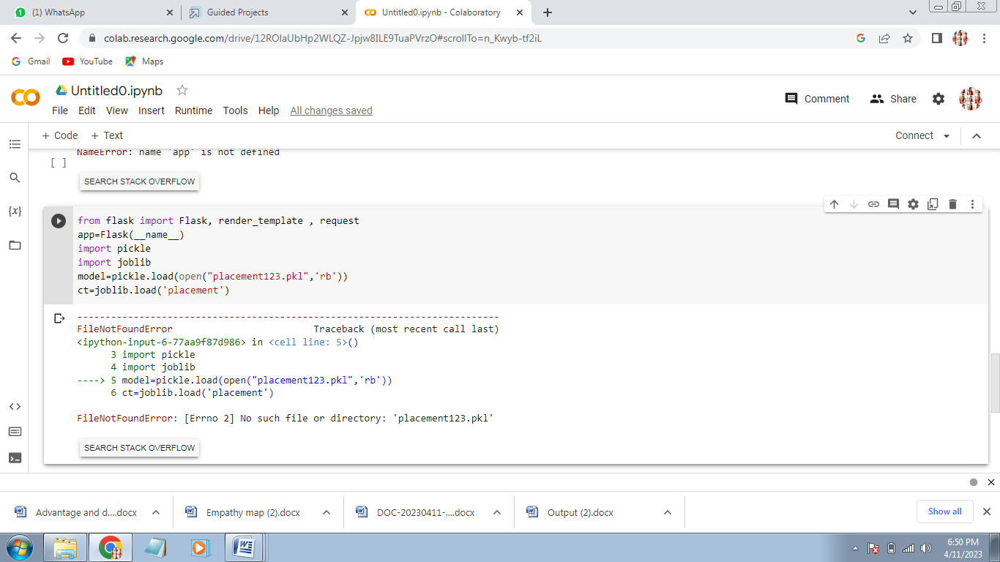 (1) WhatsApp
Guided Projects
Untitled0.ipynb - Colaboratory
colab.research.google.com/drive/12ROlaUbHp2WLQZ-Jpjw8ILE9TuaPVrzO#scrollTo=n_Kwyb-tf2iL
Gmail YouTube Maps
Untitled0.ipynb
Comment Share
File Edit View Insert Runtime Tools Help All changes saved
+ Code + Text Connect
NameError: name 'app' is not defined
[ ]
SEARCH STACK OVERFLOW
{x}
from flask import Flask, render_template , request
app=Flask(__name__)
import pickle
import joblib
model=pickle.load(open("placement123.pkl",'rb'))
ct=joblib.load('placement')
---------------------------------------------------------------------------
FileNotFoundError                         Traceback (most recent call last)
<ipython-input-6-77aa9f87d986> in <cell line: 5>()
      3 import pickle
      4 import joblib
----> 5 model=pickle.load(open("placement123.pkl",'rb'))
      6 ct=joblib.load('placement')
FileNotFoundError: [Errno 2] No such file or directory: 'placement123.pkl'
SEARCH STACK OVERFLOW
Advantage and d....docx
Empathy map (2).docx
DOC-20230411-....docx
Output (2).docx
Show all
6:50 PM
4/11/2023